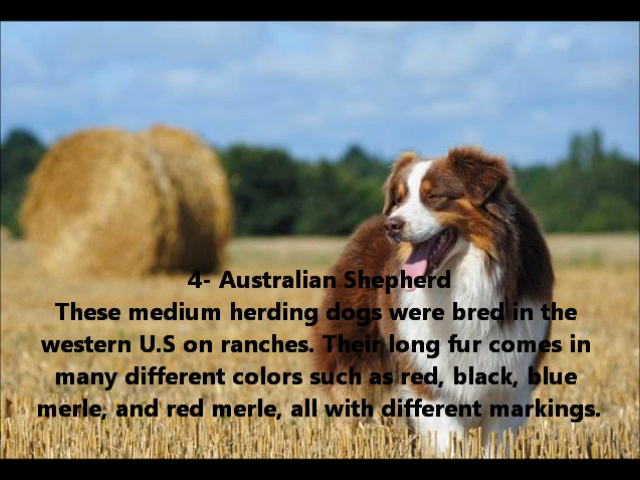 4- Australian Shepherd
These medium herding dogs were bred in the
western U.S on ranches. Their long fur comes in
many different colors such as red, black, blue
merle, and red merle, all with different markings.